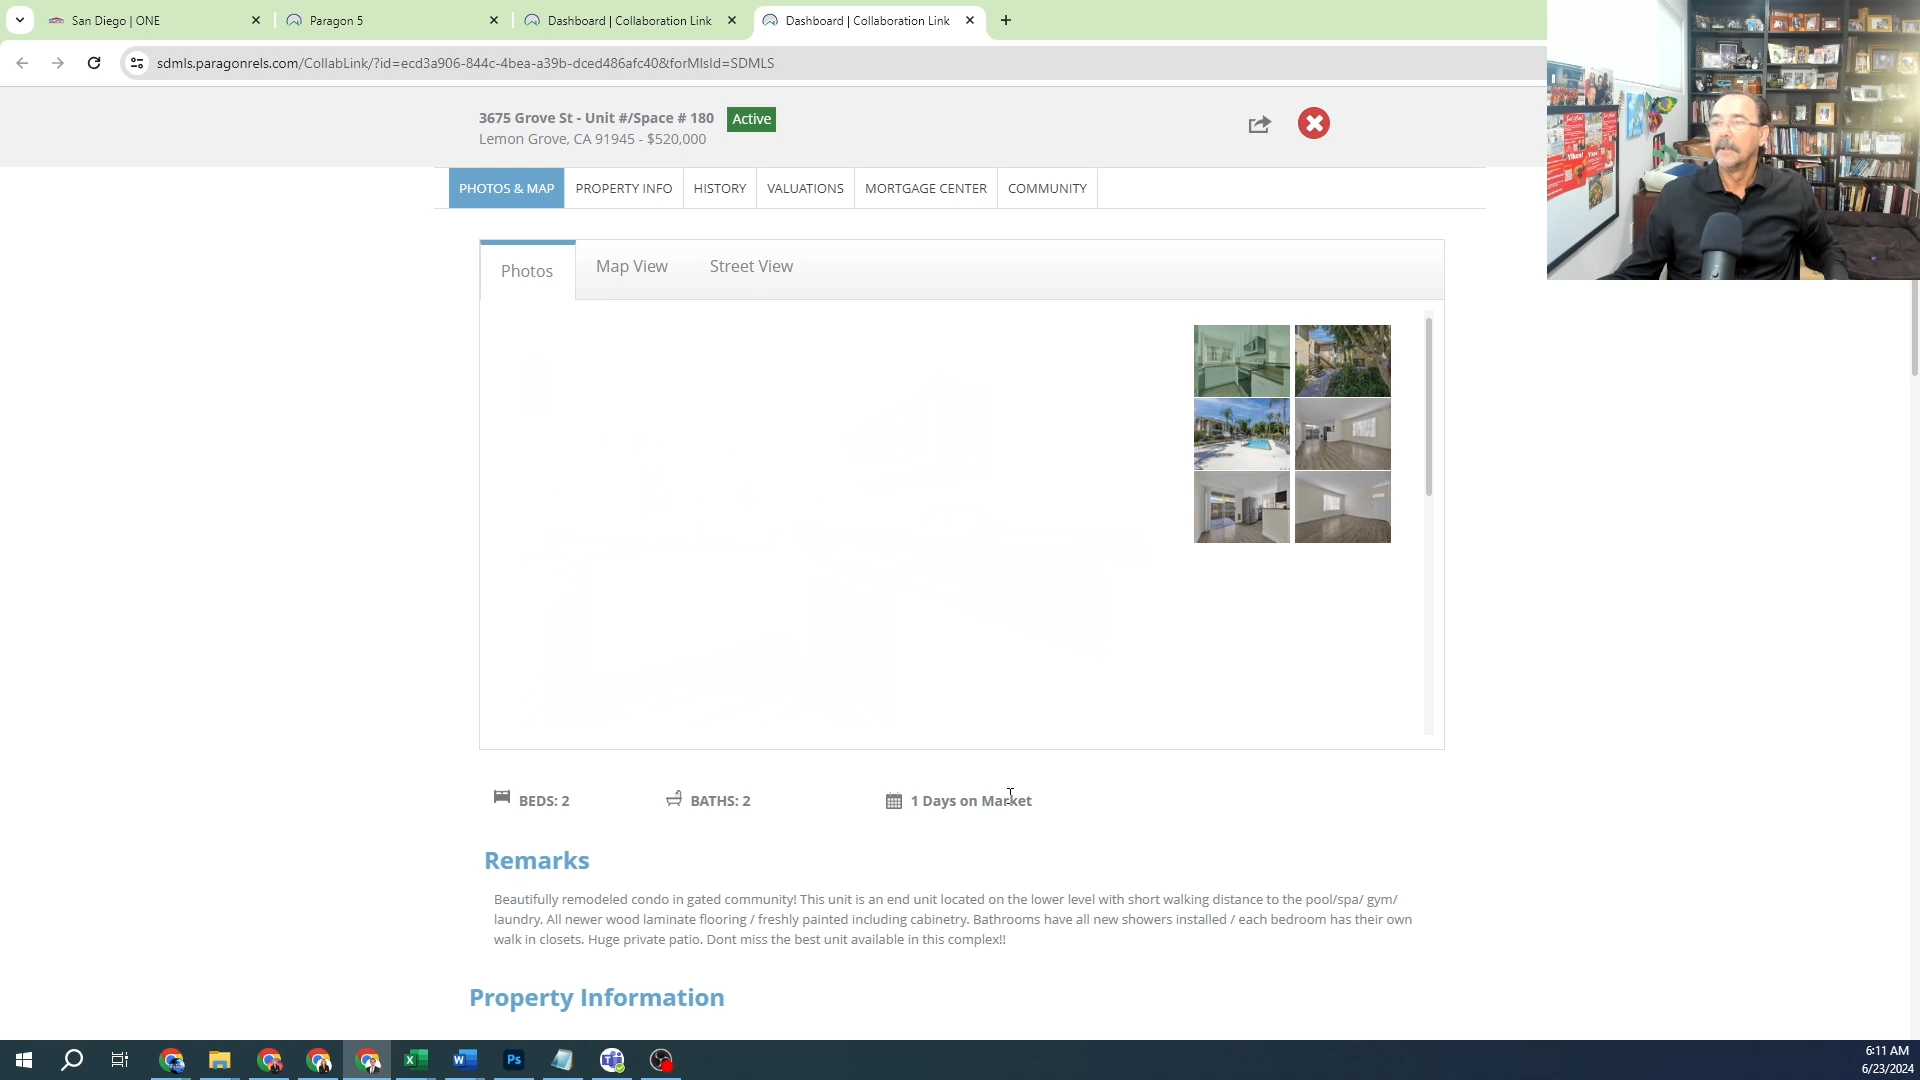 San Diego | ONE
Paragon 5
Dashboard | Collaboration Link
Dashboard | Collaboration Link
sdmls.paragonrels.com/CollabLink/?id=ecd3a906-844c-4bea-a39b-dced486afc40&forMlsId=SDMLS
3675 Grove St - Unit #/Space # 180
Active
Lemon Grove, CA 91945 - $520,000
PHOTOS & MAP
PROPERTY INFO
HISTORY
VALUATIONS
MORTGAGE CENTER
COMMUNITY
Photos
Map View
Street View
BEDS: 2
BATHS: 2
1 Days on Market
Remarks
Beautifully remodeled condo in gated community! This unit is an end unit located on the lower level with short walking distance to the pool/spa/ gym/
laundry. All newer wood laminate flooring / freshly painted including cabinetry. Bathrooms have all new showers installed / each bedroom has their own
walk in closets. Huge private patio. Dont miss the best unit available in this complex!!
Property Information
Yikes!
6:11 AM
6/23/2024